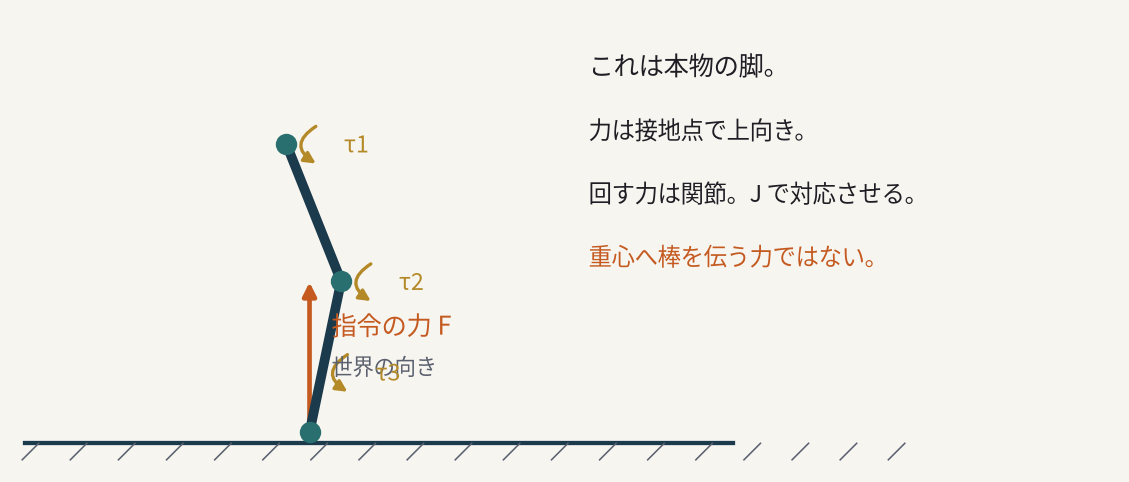 これは本物の脚。
力は接地点で上向き。
回す力は関節。J で対応させる。
重心へ棒を伝う力ではない。
τ1
τ2
指令の力 F
世界の向き
τ3